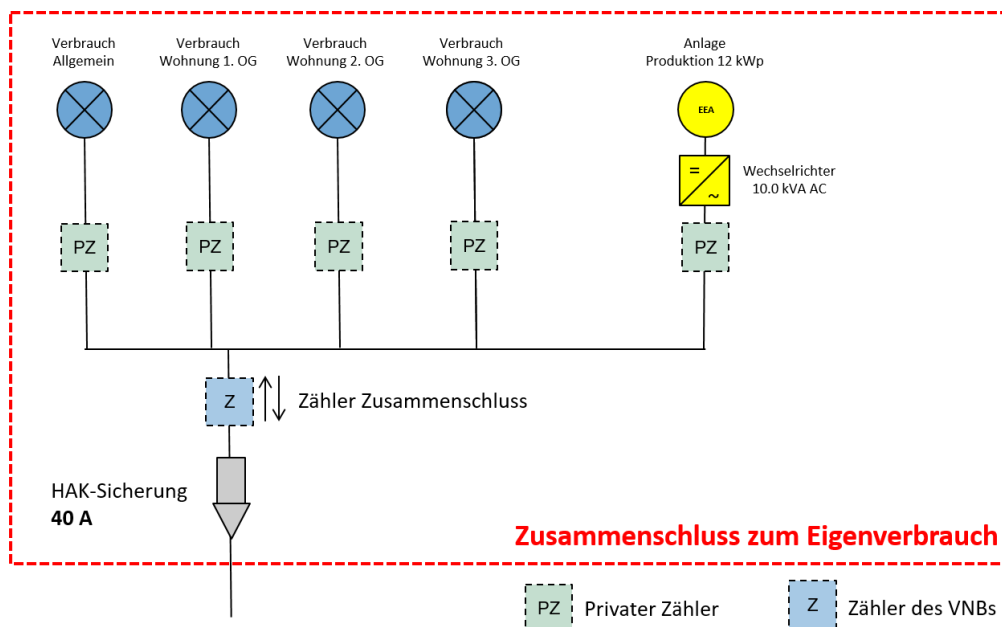 Verbrauch
Allgemein
Verbrauch
Wohnung 1. OG
Verbrauch
Wohnung 2. OG
Verbrauch
Wohnung 3. OG
Anlage
Produktion 12 kWp
EEA
=
~
Wechselrichter
10.0 kVA AC
PZ
PZ
PZ
PZ
PZ
Z
Zähler Zusammenschluss
HAK-Sicherung
40 A
Zusammenschluss zum Eigenverbrauch
PZ
Privater Zähler
Z
Zähler des VNBs